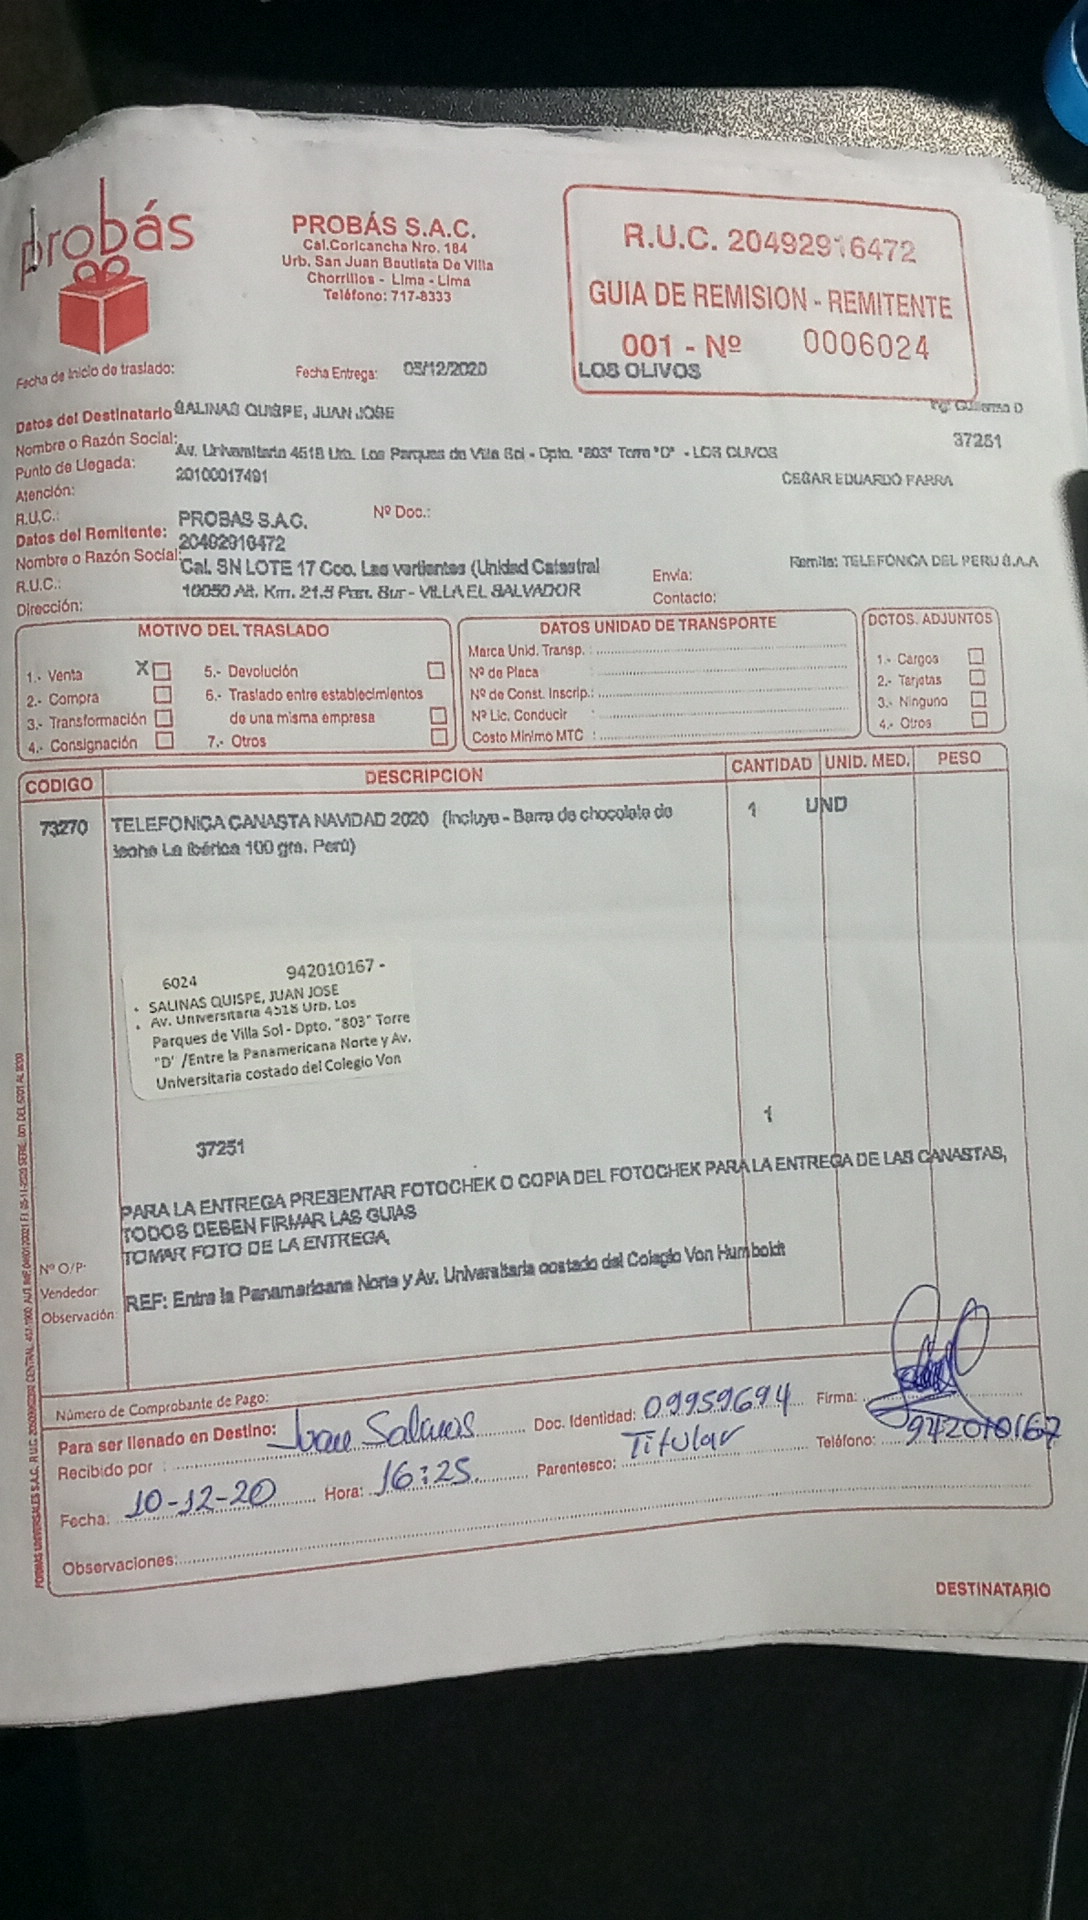 probás
PROBÁS S.A.C.
Cal.Coricancha Nro. 184
Urb. San Juan Bautista De Villa
Chorrillos - Lima - Lima
Teléfono: 717-8333
R.U.C. 20492916472
GUIA DE REMISION - REMITENTE
001 - Nº 0006024
LOS OLIVOS
Fecha de Inicio de traslado:
Fecha Entrega: 05/12/2020
Datos del Destinatario SALINAS QUISPE, JUAN JOSE
37251
Nombre o Razón Social:
Punto de Llegada: Av. Universitaria 4518 Urb. Los Parques de Villa Sol - Dpto. "803" Torre "D" - LOS OLIVOS
Atención: 20100017491 CESAR EDUARDO PARRA
R.U.C.: Nº Doc.:
Datos del Remitente: PROBAS S.A.C.
Nombre o Razón Social: 20492916472
R.U.C.: Cal. SN LOTE 17 Coo. Las vertientes (Unidad Catastral Envía: Remite: TELEFONICA DEL PERU S.A.A
Dirección: 10050 Alt. Km. 21.5 Pan. Sur - VILLA EL SALVADOR Contacto:
MOTIVO DEL TRASLADO
1.- Venta X
2.- Compra
3.- Transformación
4.- Consignación
5.- Devolución
6.- Traslado entre establecimientos
de una misma empresa
7.- Otros
DATOS UNIDAD DE TRANSPORTE
Marca Unid. Transp. :
Nº de Placa :
Nº de Const. Inscrip.:
Nº Lic. Conducir :
Costo Minimo MTC :
DCTOS. ADJUNTOS
1.- Cargos
2.- Tarjetas
3.- Ninguno
4.- Otros
CODIGO DESCRIPCION CANTIDAD UNID. MED. PESO
73270 TELEFONICA CANASTA NAVIDAD 2020 (Incluye - Barra de chocolate de 1 UND
leche La Ibérica 100 grs. Perú)
6024 942010167 -
SALINAS QUISPE, JUAN JOSE
Av. Universitaria 4518 Urb. Los
Parques de Villa Sol - Dpto. "803" Torre
"D" /Entre la Panamericana Norte y Av.
Universitaria costado del Colegio Von
1
37251
PARA LA ENTREGA PRESENTAR FOTOCHEK O COPIA DEL FOTOCHEK PARA LA ENTREGA DE LAS CANASTAS,
TODOS DEBEN FIRMAR LAS GUIAS
TOMAR FOTO DE LA ENTREGA
Nº O/P:
Vendedor:
Observación: REF: Entre la Panamericana Norte y Av. Universitaria costado del Colegio Von Humboldt
Número de Comprobante de Pago:
Para ser llenado en Destino:
Recibido por : Juan Salinas Doc. Identidad: 09959694 Firma:
Fecha: 10-12-20 Hora: 16:25 Parentesco: Titular Teléfono: 942010167
Observaciones:
DESTINATARIO